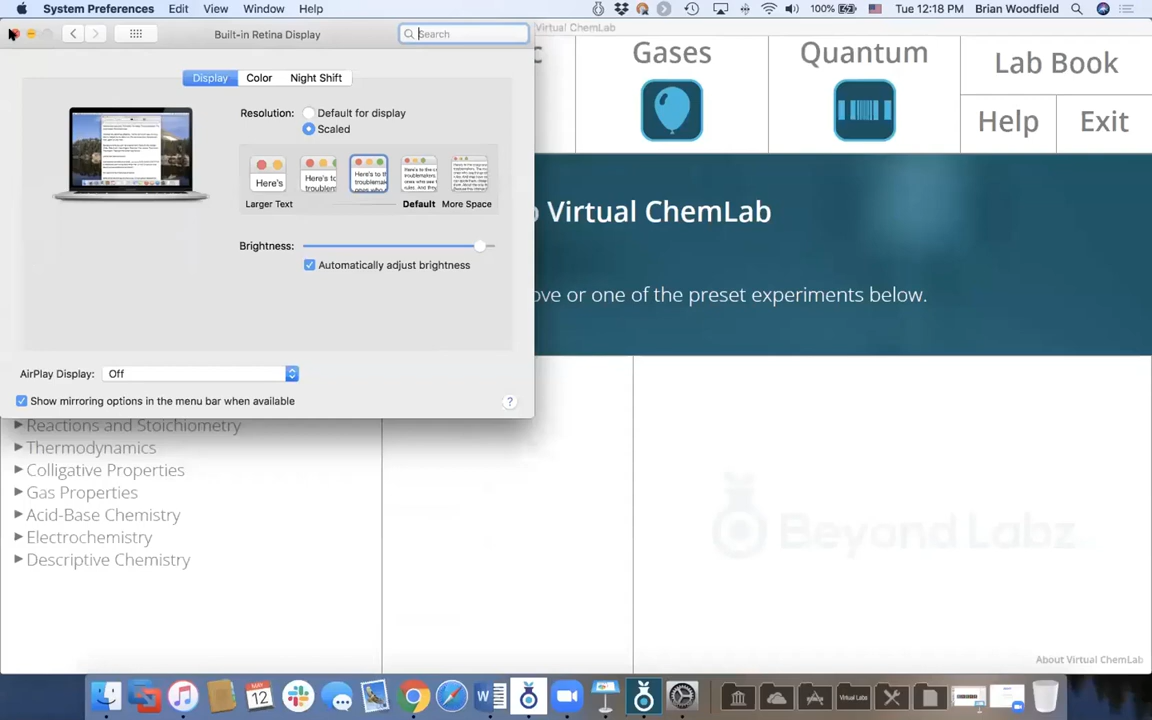 System Preferences Edit View Window Help 100% Tue 12:18 PM Brian Woodfield
Built-in Retina Display Search Virtual ChemLab
Display Color Night Shift
Resolution: Default for display
Scaled
Here's
Larger Text Default More Space
Brightness:
Automatically adjust brightness
AirPlay Display: Off
Show mirroring options in the menu bar when available ?
c Gases Quantum Lab Book
Help Exit
Virtual ChemLab
ove or one of the preset experiments below.
Reactions and Stoichiometry
Thermodynamics
Colligative Properties
Gas Properties
Acid-Base Chemistry
Electrochemistry
Descriptive Chemistry
Beyond Labz
About Virtual ChemLab
12
Virtual Labs